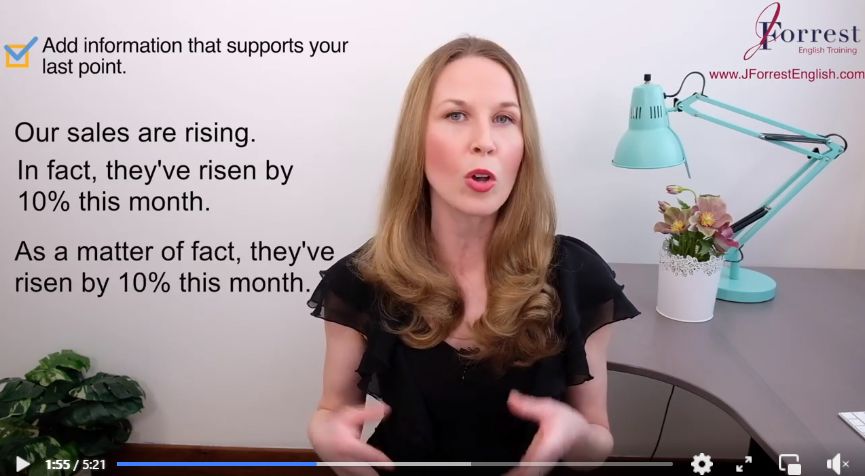 Add information that supports your
last point.
Our sales are rising.
In fact, they've risen by
10% this month.
As a matter of fact, they've
risen by 10% this month.
JForrest
English Training
www.JForrestEnglish.com
1:55 / 5:21